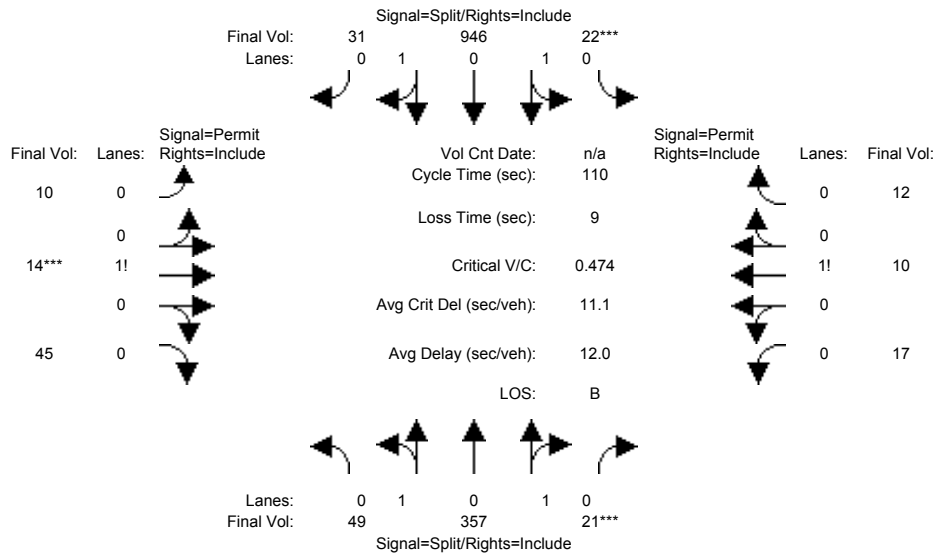 Signal=Split/Rights=Include
Final Vol: 31 946 22***
Lanes: 0 1 0 1 0
Signal=Permit
Final Vol: Lanes: Rights=Include
Vol Cnt Date: n/a
Signal=Permit
Rights=Include Lanes: Final Vol:
Cycle Time (sec): 110
10 0
0 12
Loss Time (sec): 9
0
0
14*** 1!
Critical V/C: 0.474
1! 10
0
Avg Crit Del (sec/veh): 11.1
0
45 0
Avg Delay (sec/veh): 12.0
0 17
LOS: B
Lanes: 0 1 0 1 0
Final Vol: 49 357 21***
Signal=Split/Rights=Include